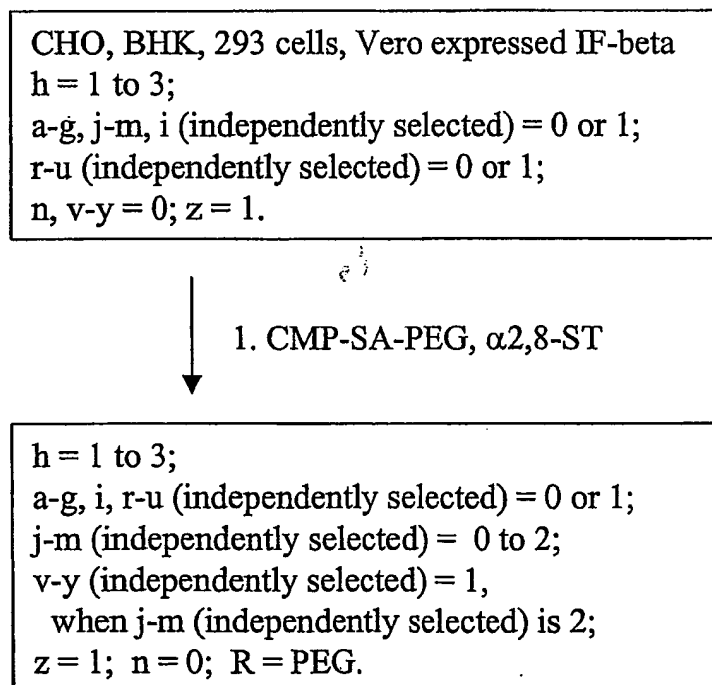 CHO, BHK, 293 cells, Vero expressed IF-beta
h = 1 to 3;
a-g, j-m, i (independently selected) = 0 or 1;
r-u (independently selected) = 0 or 1;
n, v-y = 0; z = 1.
1. CMP-SA-PEG, α2,8-ST
h = 1 to 3;
a-g, i, r-u (independently selected) = 0 or 1;
j-m (independently selected) = 0 to 2;
v-y (independently selected) = 1,
when j-m (independently selected) is 2;
z = 1; n = 0; R = PEG.